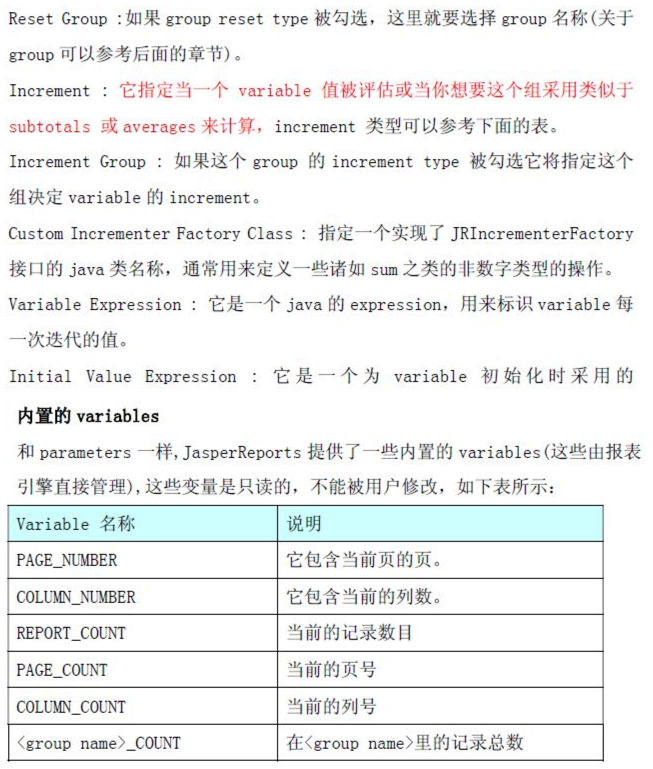 Reset Group :如果 group reset type 被勾选，这里就要选择 group 名称(关于
group 可以参考后面的章节)。
Increment : 它指定当一个 variable 值被评估或当你想要这个组采用类似于
subtotals 或 averages 来计算，increment 类型可以参考下面的表。
Increment Group : 如果这个 group 的 increment type 被勾选它将指定这个
组决定 variable 的 increment。
Custom Incrementer Factory Class : 指定一个实现了 JRIncrementerFactory
接口的 java 类名称，通常用来定义一些诸如 sum 之类的非数字类型的操作。
Variable Expression : 它是一个 java 的 expression，用来标识 variable 每
一次迭代的值。
Initial Value Expression : 它是一个为 variable 初始化时采用的
内置的 variables
和 parameters 一样,JasperReports 提供了一些内置的 variables(这些由报表
引擎直接管理),这些变量是只读的，不能被用户修改，如下表所示：
Variable 名称 说明
PAGE_NUMBER 它包含当前页的页。
COLUMN_NUMBER 它包含当前的列数。
REPORT_COUNT 当前的记录数目
PAGE_COUNT 当前的页号
COLUMN_COUNT 当前的列号
<group name>_COUNT 在<group name>里的记录总数